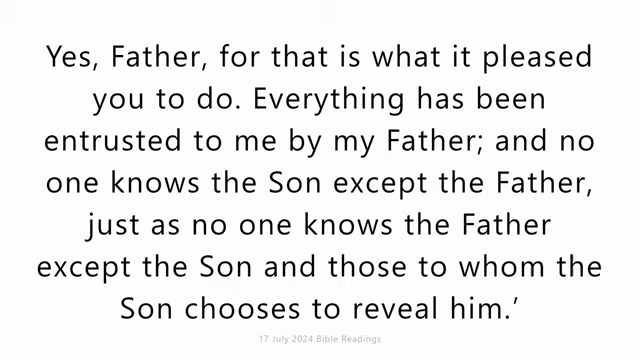 Yes, Father, for that is what it pleased
you to do. Everything has been
entrusted to me by my Father; and no
one knows the Son except the Father,
just as no one knows the Father
except the Son and those to whom the
Son chooses to reveal him.’
17 July 2024 Bible Readings